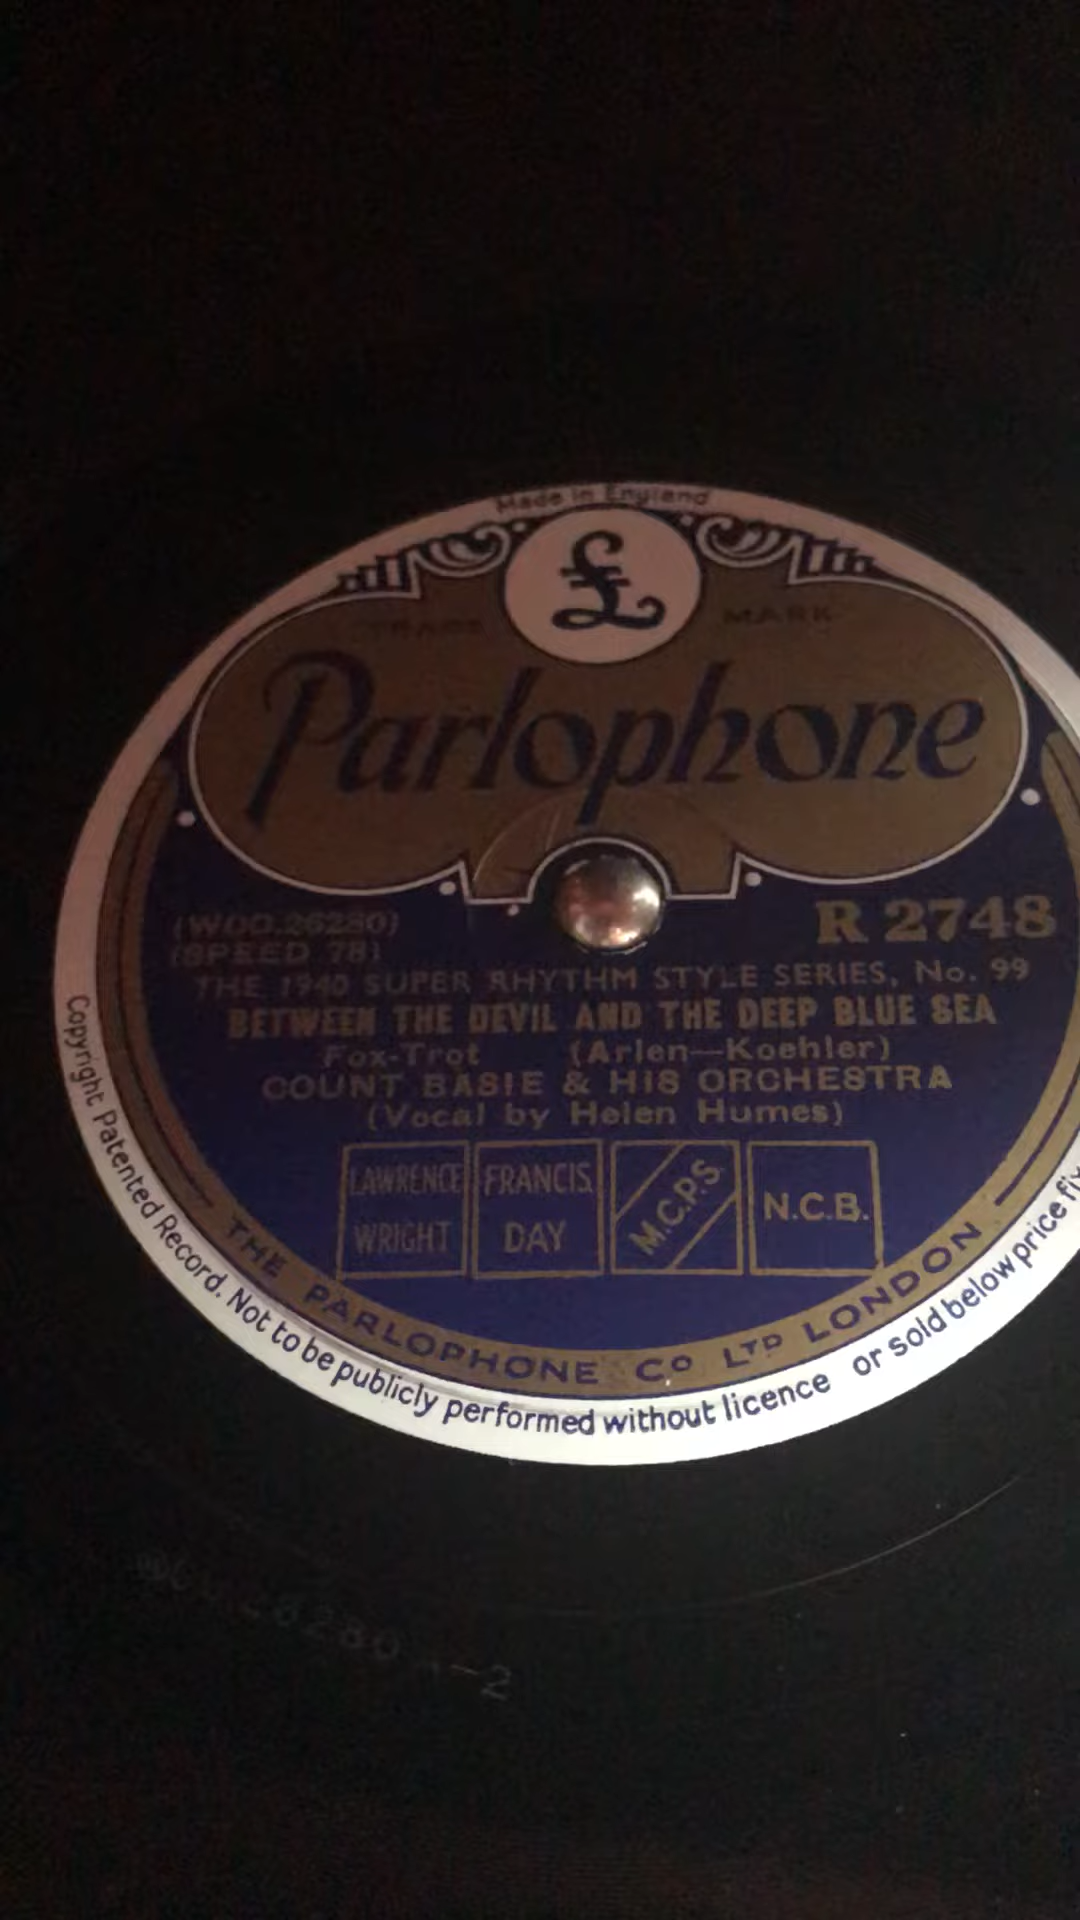 Made in England
£
TRADE MARK
Parlophone
(WCO.26280)
(SPEED 78)
R 2748
THE 1940 SUPER RHYTHM STYLE SERIES, No. 99
BETWEEN THE DEVIL AND THE DEEP BLUE SEA
Fox-Trot (Arlen—Koehler)
COUNT BASIE & HIS ORCHESTRA
(Vocal by Helen Humes)
LAWRENCE WRIGHT
FRANCIS DAY
M.C.P.S.
N.C.B.
THE PARLOPHONE CO LTD LONDON
Copyright Patented Record. Not to be publicly performed without licence or sold below price